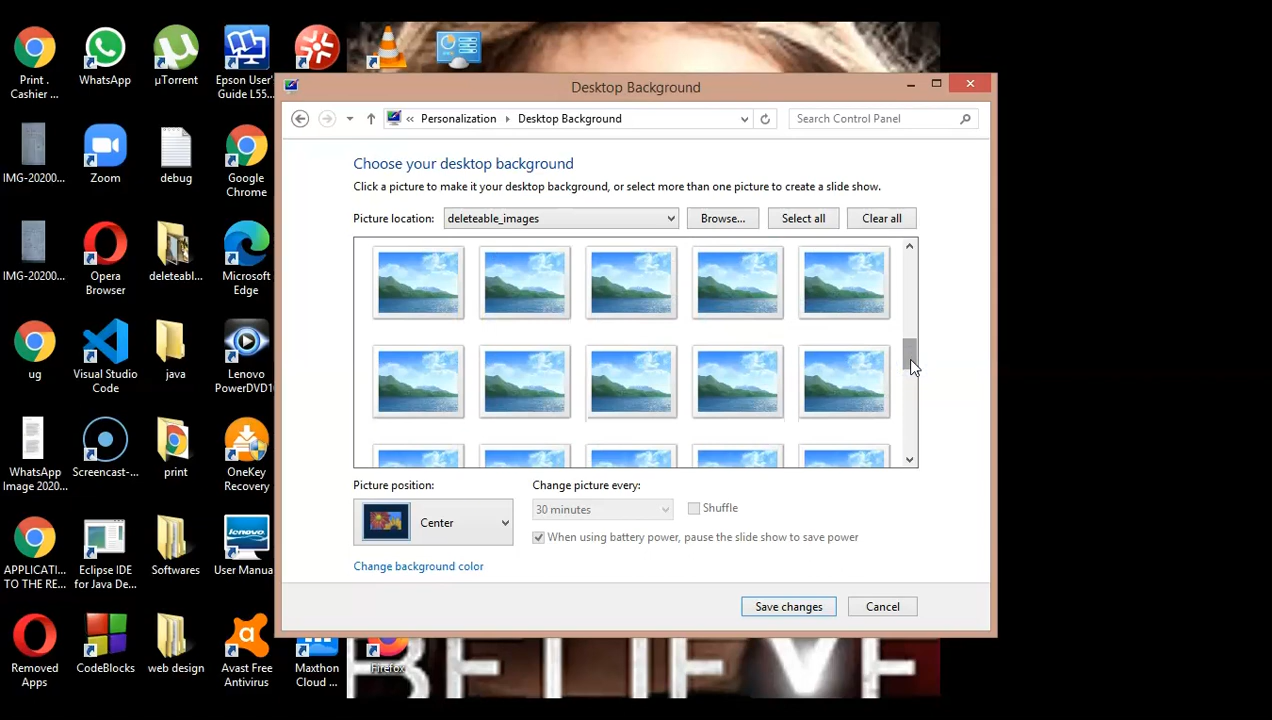 Print .
Cashier ...
WhatsApp
µTorrent
Epson User'
Guide L55...
IMG-20200...
Zoom
debug
Google
Chrome
IMG-20200...
Opera
Browser
deleteabl...
Microsoft
Edge
ug
Visual Studio
Code
java
Lenovo
PowerDVD1
WhatsApp
Image 2020...
Screencast-...
print
OneKey
Recovery
APPLICATI...
TO THE RE...
Eclipse IDE
for Java De...
Softwares
lenovo
User Manua
Removed
Apps
CodeBlocks
web design
Avast Free
Antivirus
Maxthon
Cloud ...
Firefox
Desktop Background
« Personalization
Desktop Background
Search Control Panel
Choose your desktop background
Click a picture to make it your desktop background, or select more than one picture to create a slide show.
Picture location:
deleteable_images
Browse...
Select all
Clear all
Picture position:
Center
Change picture every:
30 minutes
Shuffle
When using battery power, pause the slide show to save power
Change background color
Save changes
Cancel
BELIEVE